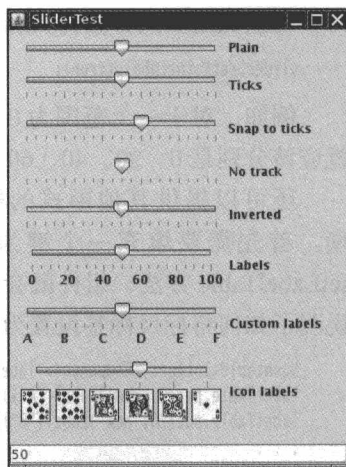 SliderTest
Plain
Ticks
Snap to ticks
No track
Inverted
0 20 40 60 80 100
Labels
A B C D E F
Custom labels
Icon labels
50